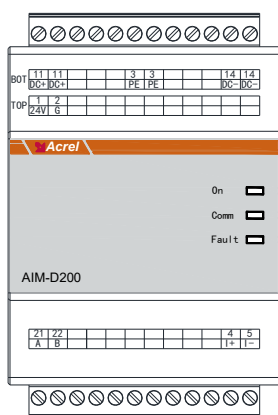 BOT 11 11 3 3 14 14
DC+ DC+ PE PE DC- DC-
TOP 1 2
24V G
Acrel
On
Comm
Fault
AIM-D200
21 22 4 5
A B I+ I-